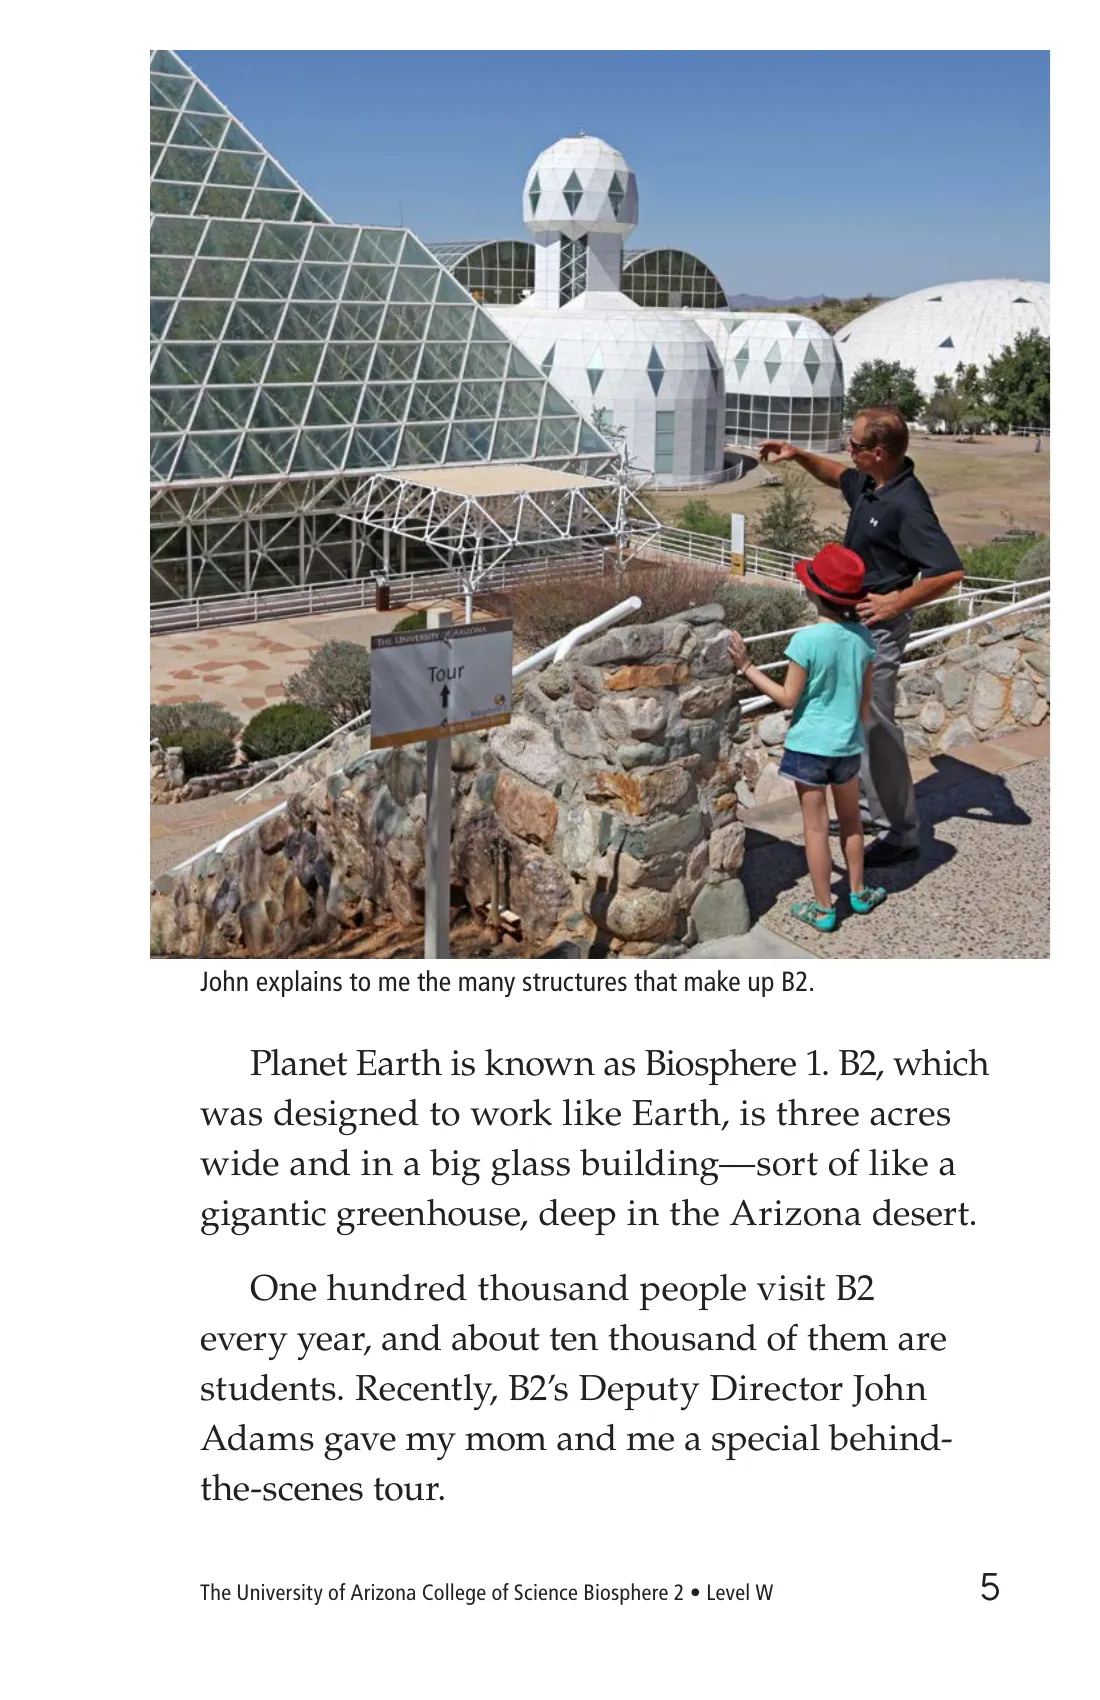 THE UNIVERSITY OF ARIZONA
Tour
Biosphere 2
John explains to me the many structures that make up B2.
Planet Earth is known as Biosphere 1. B2, which
was designed to work like Earth, is three acres
wide and in a big glass building—sort of like a
gigantic greenhouse, deep in the Arizona desert.
One hundred thousand people visit B2
every year, and about ten thousand of them are
students. Recently, B2’s Deputy Director John
Adams gave my mom and me a special behind-
the-scenes tour.
The University of Arizona College of Science Biosphere 2 • Level W
5